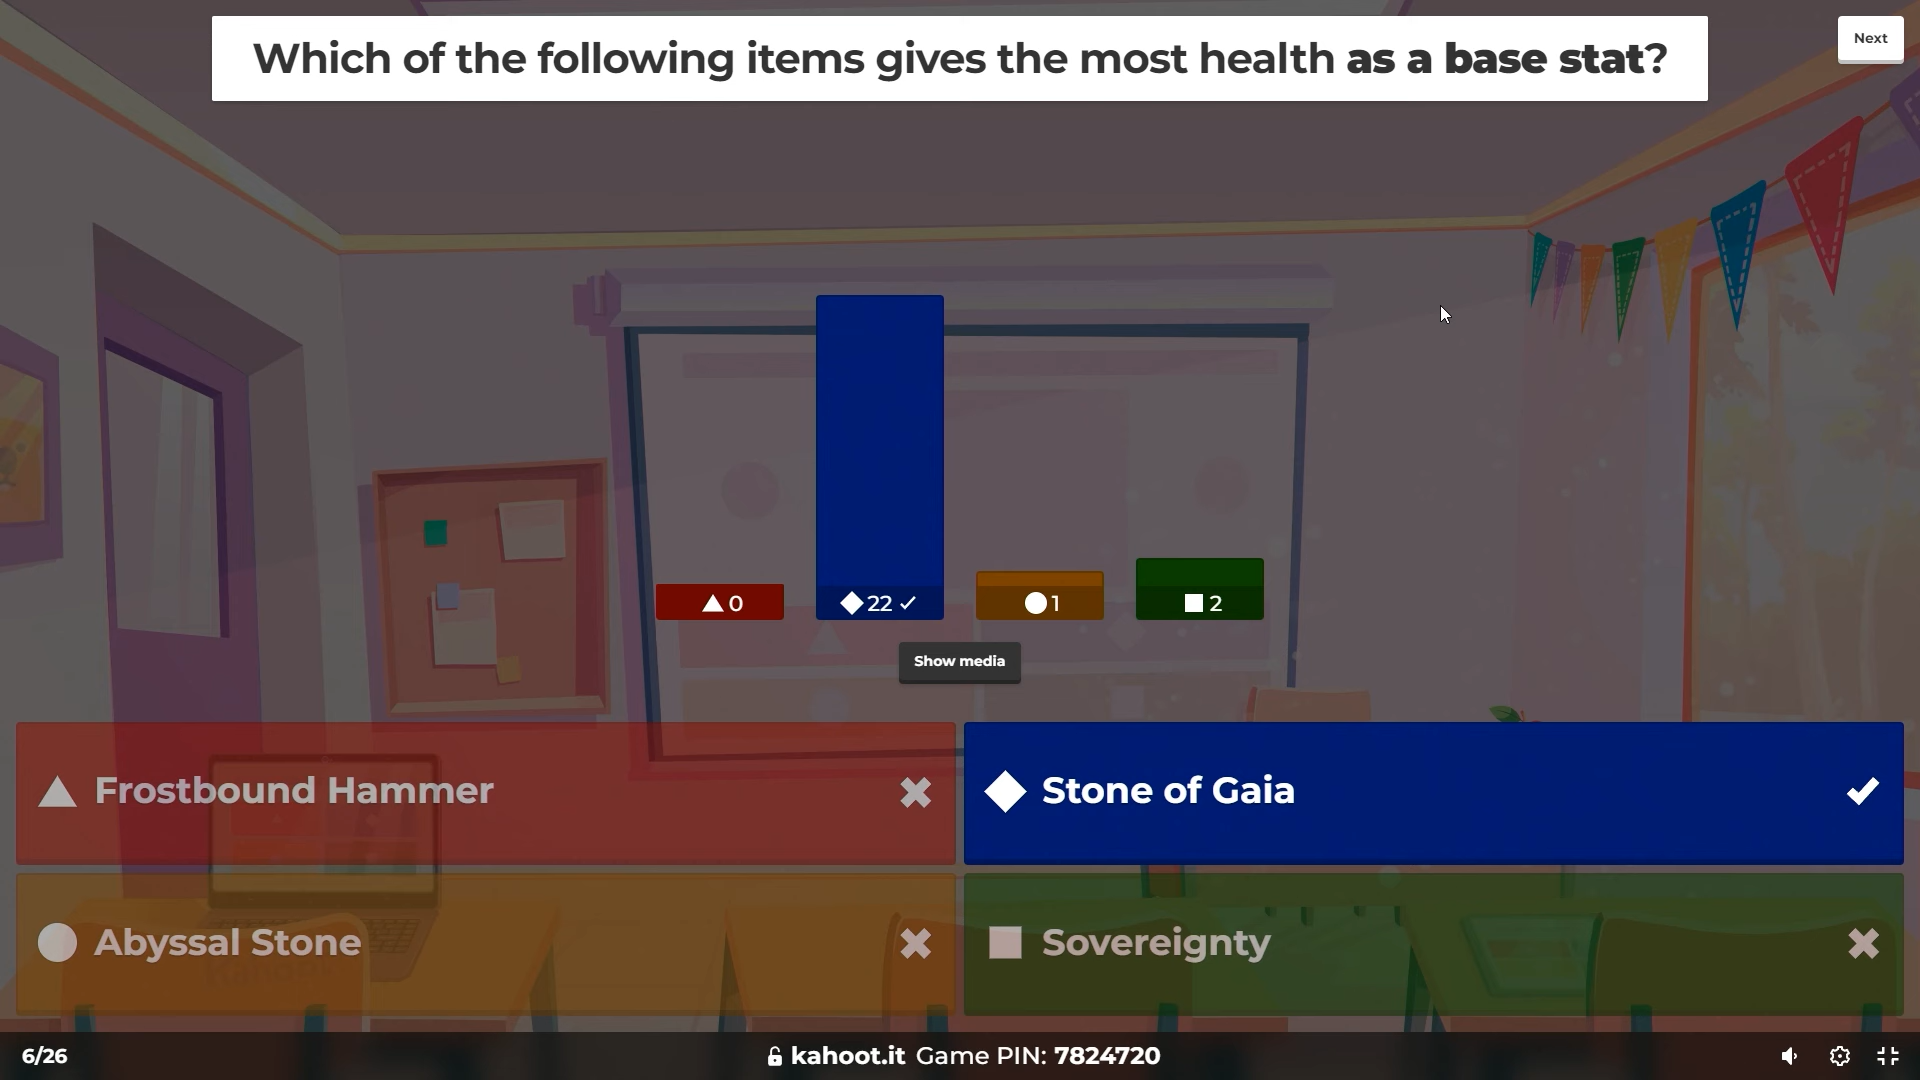 Which of the following items gives the most health as a base stat?
Next
0
22
1
2
Show media
Frostbound Hammer
Stone of Gaia
Abyssal Stone
Sovereignty
6/26
kahoot.it Game PIN: 7824720